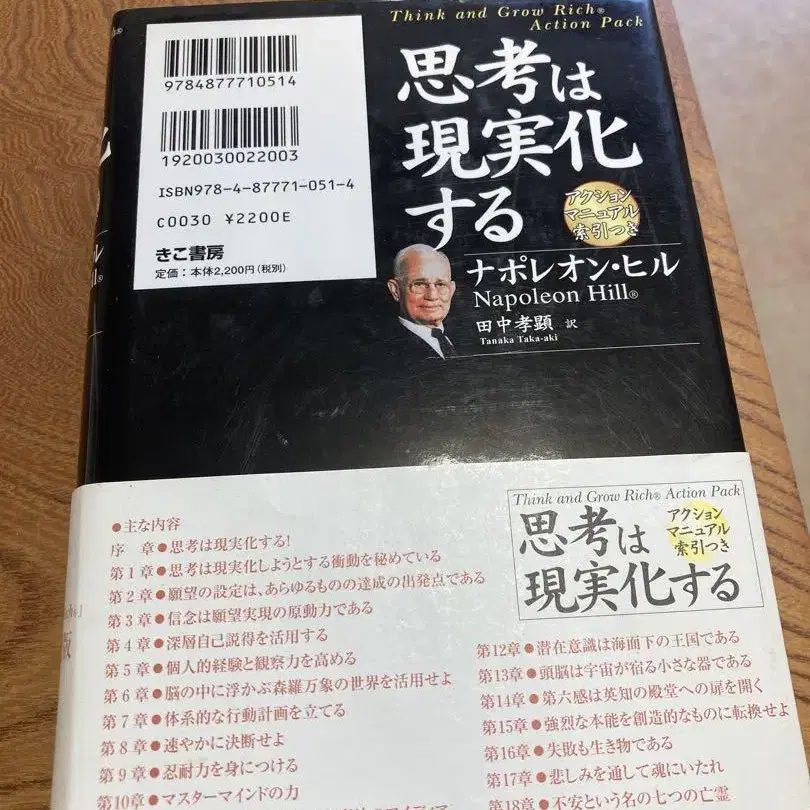 Think and Grow Rich®
Action Pack
思考は
現実化
する
アクション
マニュアル
索引つき
ナポレオン・ヒル
Napoleon Hill®
田中孝顕 訳
Tanaka Taka-aki
9784877710514
1920030022003
ISBN978-4-87771-051-4
C0030 ¥2200E
きこ書房
定価：本体2,200円(税別)
ル
Hill®
Think and Grow Rich® Action Pack
思考は
現実化する
アクション
マニュアル
索引つき
●主な内容
序 章●思考は現実化する!
第1章●思考は現実化しようとする衝動を秘めている
第2章●願望の設定は、あらゆるものの達成の出発点である
第3章●信念は願望実現の原動力である
第4章●深層自己説得を活用する
第5章●個人的経験と観察力を高める
第6章●脳の中に浮かぶ森羅万象の世界を活用せよ
第7章●体系的な行動計画を立てる
第8章●速やかに決断せよ
第9章●忍耐力を身につける
第10章●マスターマインドの力
第12章●潜在意識は海面下の王国である
第13章●頭脳は宇宙が宿る小さな器である
第14章●第六感は英知の殿堂への扉を開く
第15章●強烈な本能を創造的なものに転換せよ
第16章●失敗も生き物である
第17章●悲しみを通して魂にいたれ
第18章●不安という名の七つの亡霊
版